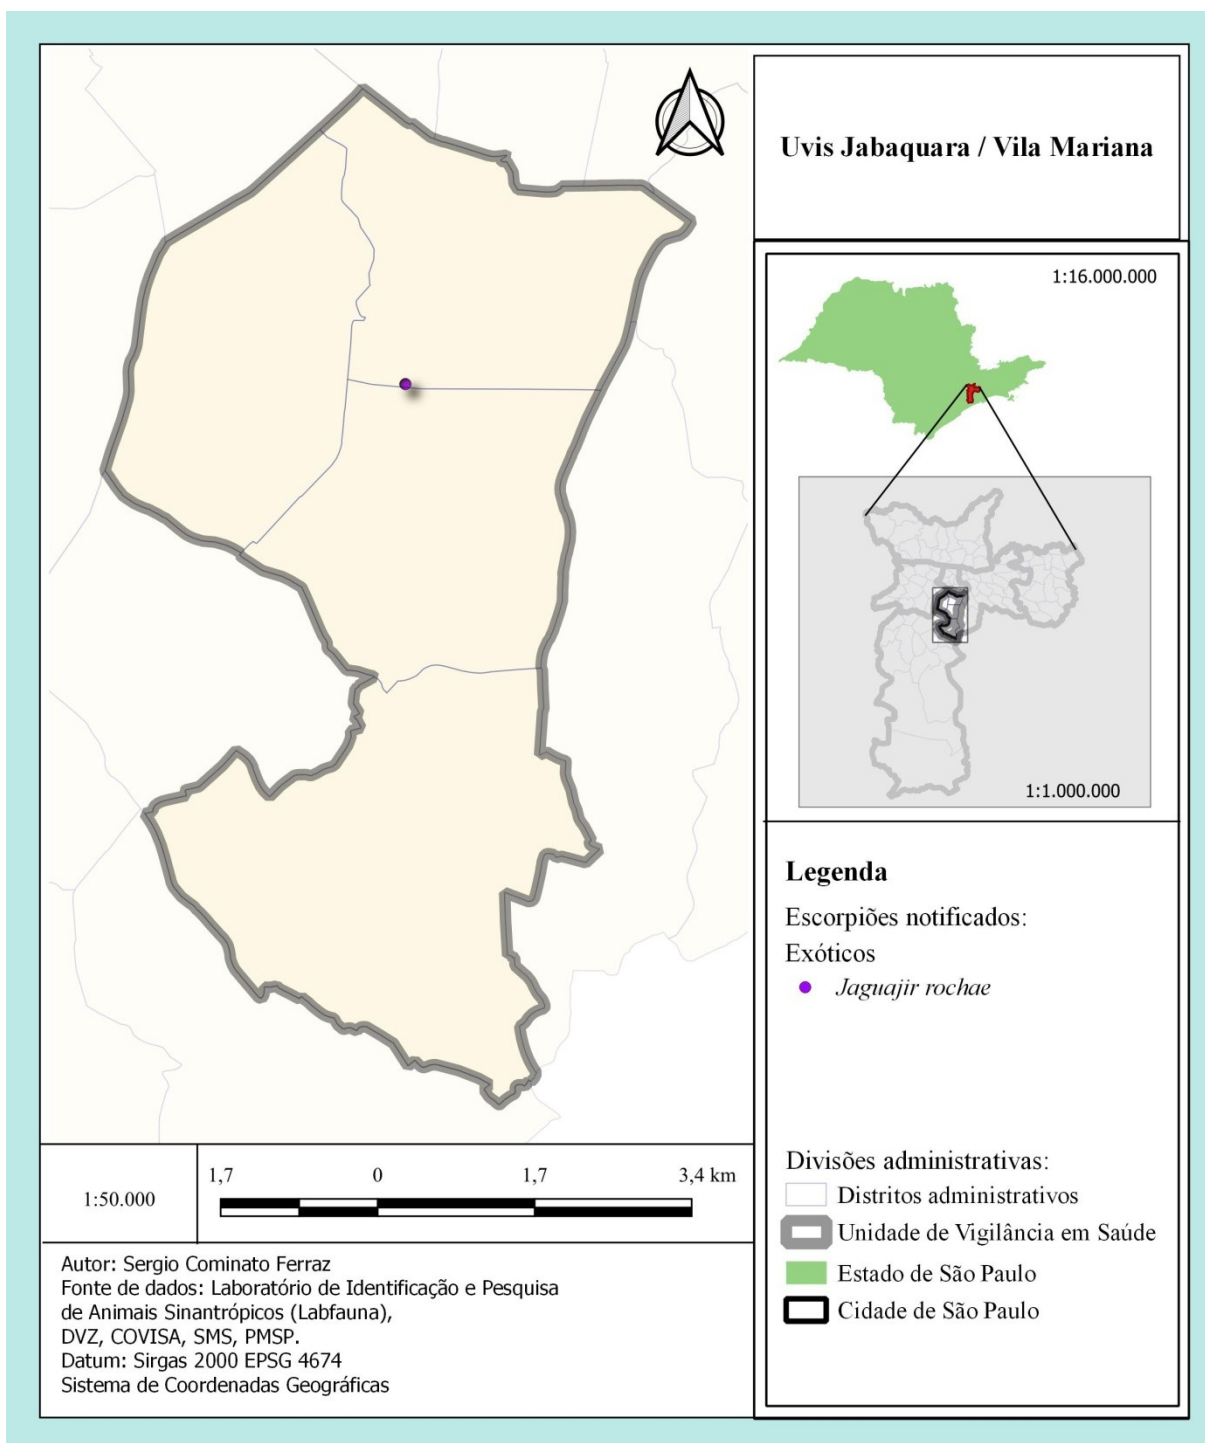 Uvis Jabaquara / Vila Mariana
1:16.000.000
1:1.000.000
Legenda
Escorpiões notificados:
Exóticos
Jaguajir rochae
Divisões administrativas:
Distritos administrativos
Unidade de Vigilância em Saúde
Estado de São Paulo
Cidade de São Paulo
1:50.000
1,7 0 1,7 3,4 km
Autor: Sergio Cominato Ferraz
Fonte de dados: Laboratório de Identificação e Pesquisa
de Animais Sinantrópicos (Labfauna),
DVZ, COVISA, SMS, PMSP.
Datum: Sirgas 2000 EPSG 4674
Sistema de Coordenadas Geográficas